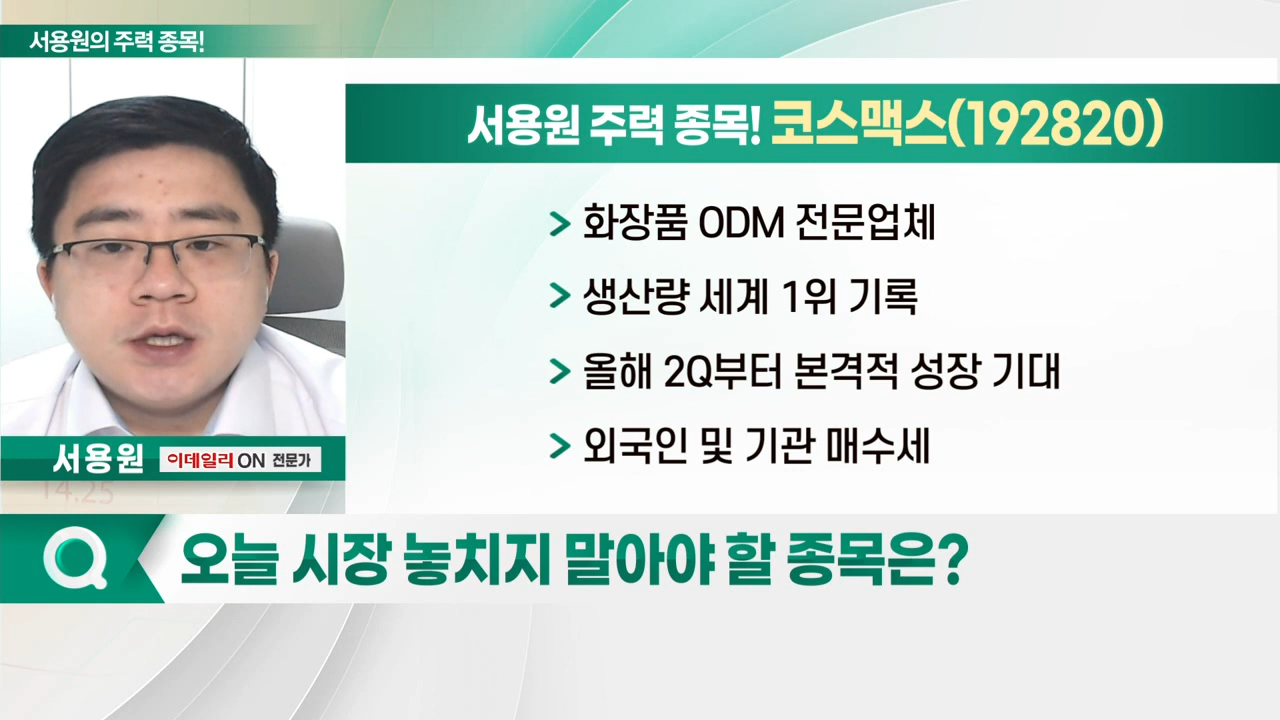 서용원의 주력 종목!
서용원 주력 종목! 코스맥스(192820)
> 화장품 ODM 전문업체
> 생산량 세계 1위 기록
> 올해 2Q부터 본격적 성장 기대
> 외국인 및 기관 매수세
서용원 이데일리 ON 전문가
14.25
Q 오늘 시장 놓치지 말아야 할 종목은?